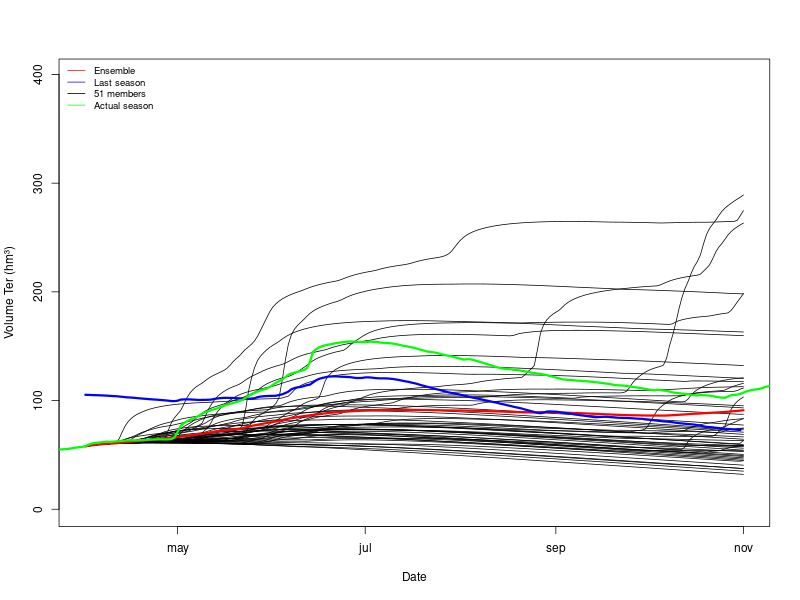 400
300
200
100
0
Volume Ter (hm³)
Ensemble
Last season
51 members
Actual season
may
jul
sep
nov
Date